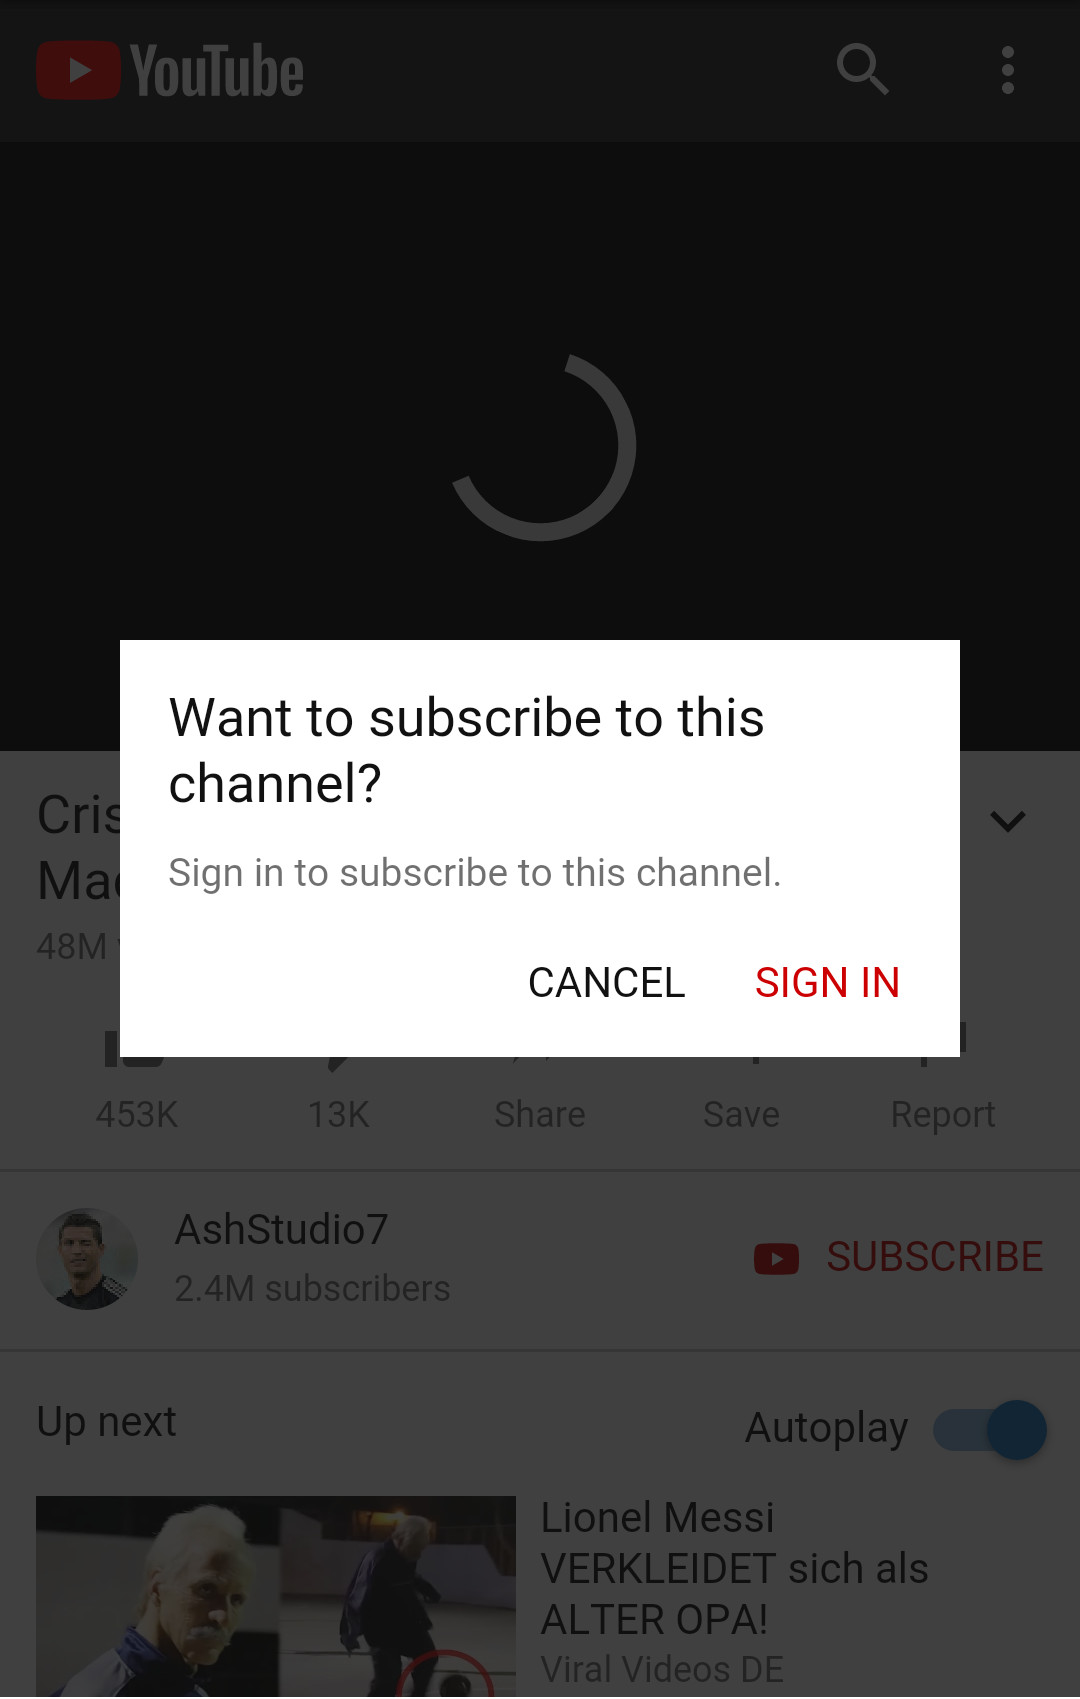 YouTube
Want to subscribe to this
channel?
Sign in to subscribe to this channel.
CANCEL SIGN IN
48M
453K 13K Share Save Report
AshStudio7
2.4M subscribers
SUBSCRIBE
Up next
Autoplay
Lionel Messi
VERKLEIDET sich als
ALTER OPA!
Viral Videos DE